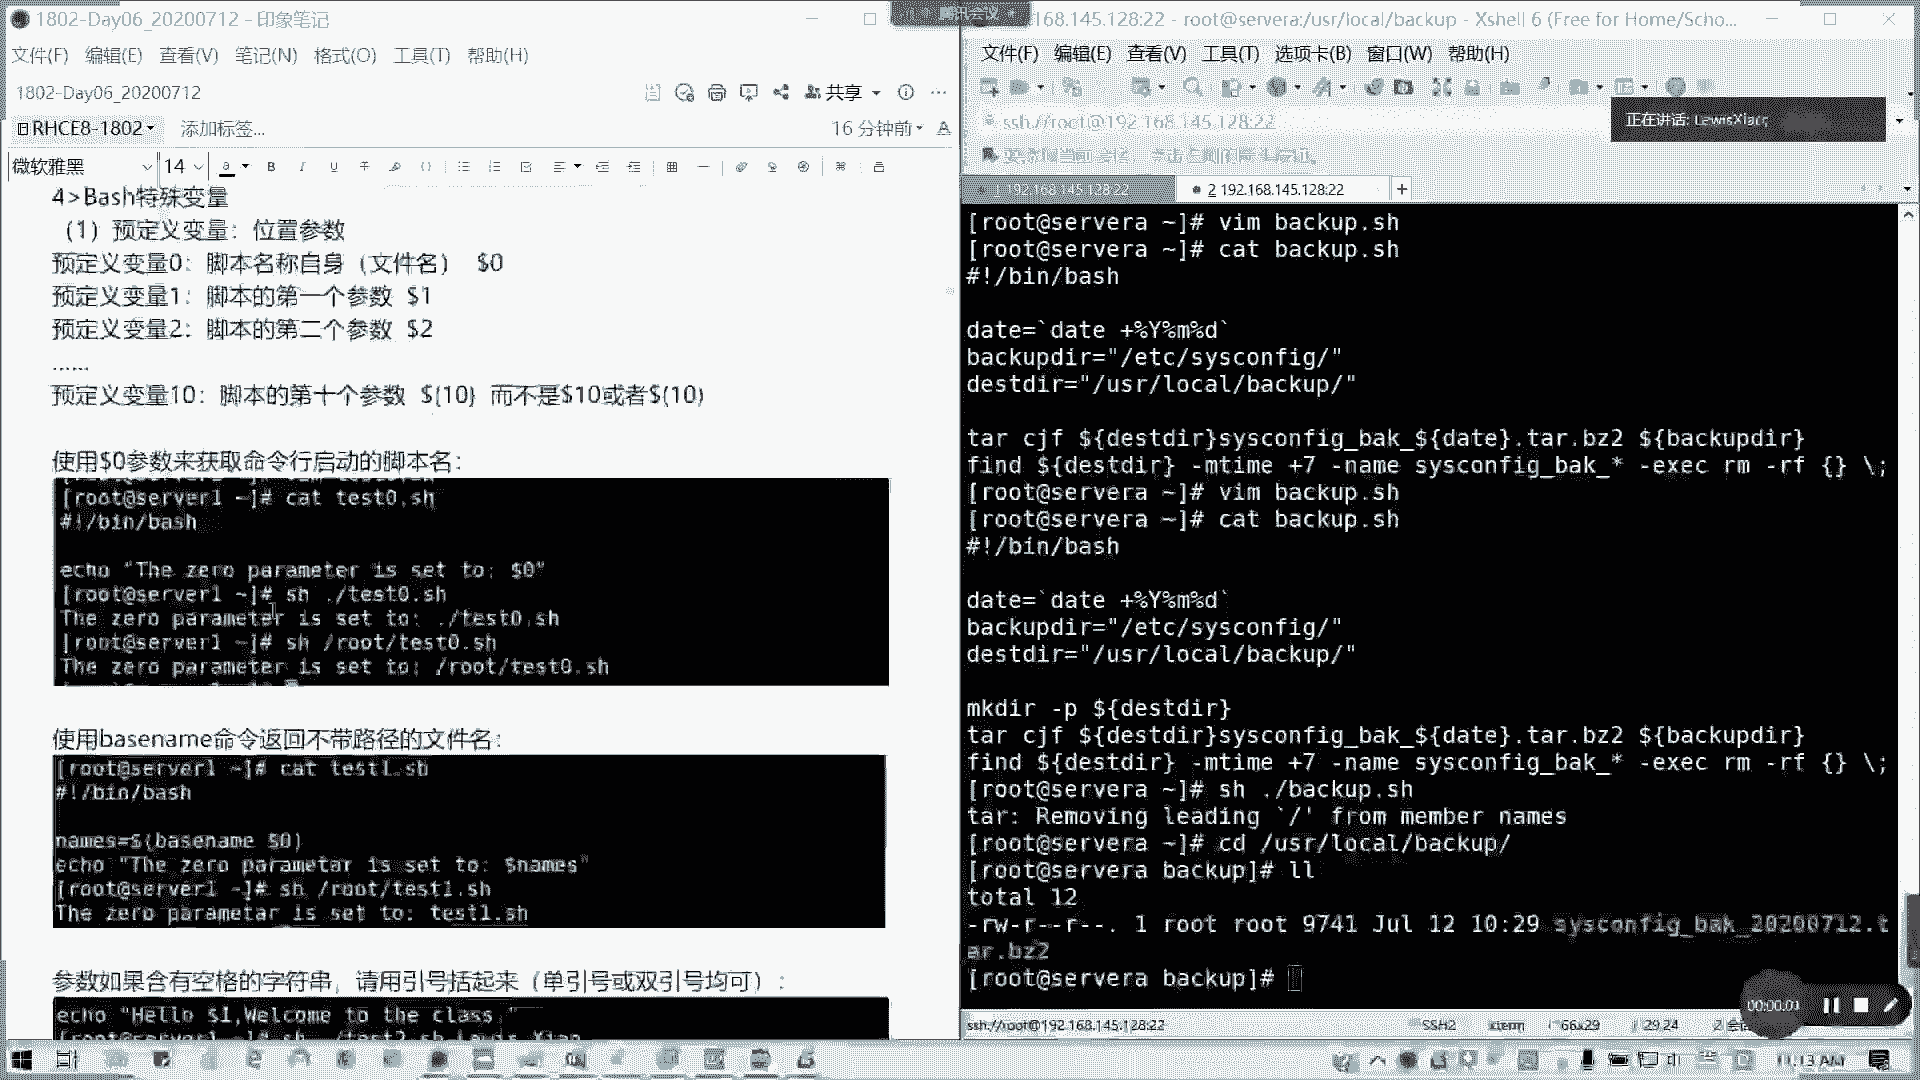 1802-Day06_20200712 - 印象笔记
文件(F) 编辑(E) 查看(V) 笔记(N) 格式(O) 工具(T) 帮助(H)
1802-Day06_20200712
共享
RHCE8-1802 添加标签...
16 分钟前
微软雅黑 14
4>Bash特殊变量
（1）预定义变量：位置参数
预定义变量0：脚本名称自身（文件名） $0
预定义变量1：脚本的第一个参数 $1
预定义变量2：脚本的第二个参数 $2
......
预定义变量10：脚本的第十个参数 ${10} 而不是$10或者$(10)
使用$0参数来获取命令行启动的脚本名：
[root@server1 ~]# cat test0.sh
#!/bin/bash
echo "The zero parameter is set to: $0"
[root@server1 ~]# sh ./test0.sh
The zero parameter is set to: ./test0.sh
[root@server1 ~]# sh /root/test0.sh
The zero parameter is set to: /root/test0.sh
使用basename命令返回不带路径的文件名：
[root@server1 ~]# cat test1.sh
#!/bin/bash
names=$(basename $0)
echo "The zero parametar is set to: $names"
[root@server1 ~]# sh /root/test1.sh
The zero parametar is set to: test1.sh
参数如果含有空格的字符串，请用引号括起来（单引号或双引号均可）：
echo "Hello $1,Welcome to the class."
腾讯会议
168.145.128:22 - root@servera:/usr/local/backup - Xshell 6 (Free for Home/Scho...
文件(F) 编辑(E) 查看(V) 工具(T) 选项卡(B) 窗口(W) 帮助(H)
ssh://root@192.168.145.128:22
正在讲话: LewisXiao;
1 192.168.145.128:22
2 192.168.145.128:22
[root@servera ~]# vim backup.sh
[root@servera ~]# cat backup.sh
#!/bin/bash
date=`date +%Y%m%d`
backupdir="/etc/sysconfig/"
destdir="/usr/local/backup/"
tar cjf ${destdir}sysconfig_bak_${date}.tar.bz2 ${backupdir}
find ${destdir} -mtime +7 -name sysconfig_bak_* -exec rm -rf {} \;
[root@servera ~]# vim backup.sh
[root@servera ~]# cat backup.sh
#!/bin/bash
date=`date +%Y%m%d`
backupdir="/etc/sysconfig/"
destdir="/usr/local/backup/"
mkdir -p ${destdir}
tar cjf ${destdir}sysconfig_bak_${date}.tar.bz2 ${backupdir}
find ${destdir} -mtime +7 -name sysconfig_bak_* -exec rm -rf {} \;
[root@servera ~]# sh ./backup.sh
tar: Removing leading `/' from member names
[root@servera ~]# cd /usr/local/backup/
[root@servera backup]# ll
total 12
-rw-r--r--. 1 root root 9741 Jul 12 10:29 sysconfig_bak_20200712.t
ar.bz2
[root@servera backup]#
00:00:01
ssh://root@192.168.145.128:22 SSH2 xterm 66x29 29,24
11:13 AM